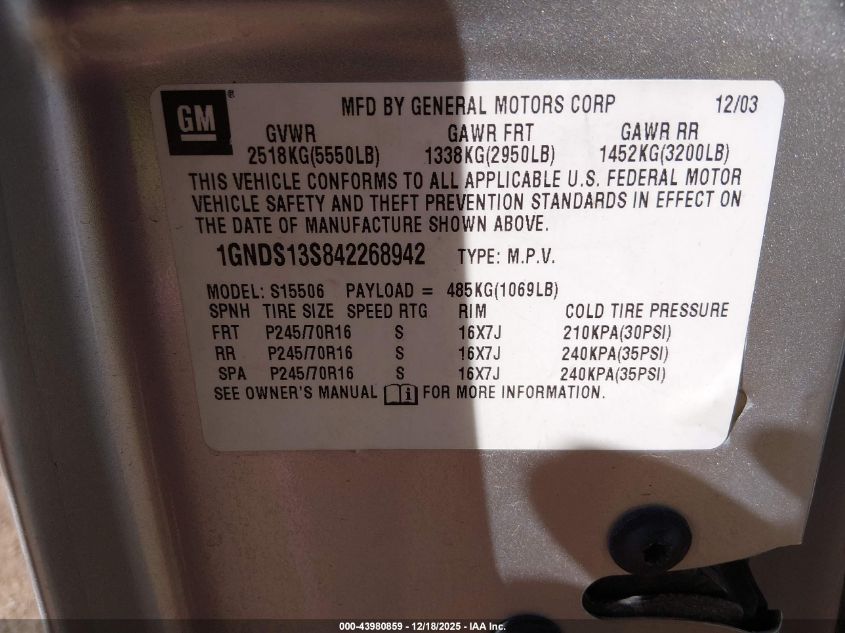 GM® MFD BY GENERAL MOTORS CORP 12/03
GVWR GAWR FRT GAWR RR
2518KG(5550LB) 1338KG(2950LB) 1452KG(3200LB)
THIS VEHICLE CONFORMS TO ALL APPLICABLE U.S. FEDERAL MOTOR
VEHICLE SAFETY AND THEFT PREVENTION STANDARDS IN EFFECT ON
THE DATE OF MANUFACTURE SHOWN ABOVE.
1GNDS13S842268942 TYPE: M.P.V.
MODEL: S15506 PAYLOAD = 485KG(1069LB)
SPNH TIRE SIZE SPEED RTG RIM COLD TIRE PRESSURE
FRT P245/70R16 S 16X7J 210KPA(30PSI)
RR P245/70R16 S 16X7J 240KPA(35PSI)
SPA P245/70R16 S 16X7J 240KPA(35PSI)
SEE OWNER'S MANUAL i FOR MORE INFORMATION.
000-43980859 - 12/18/2025 - IAA Inc.